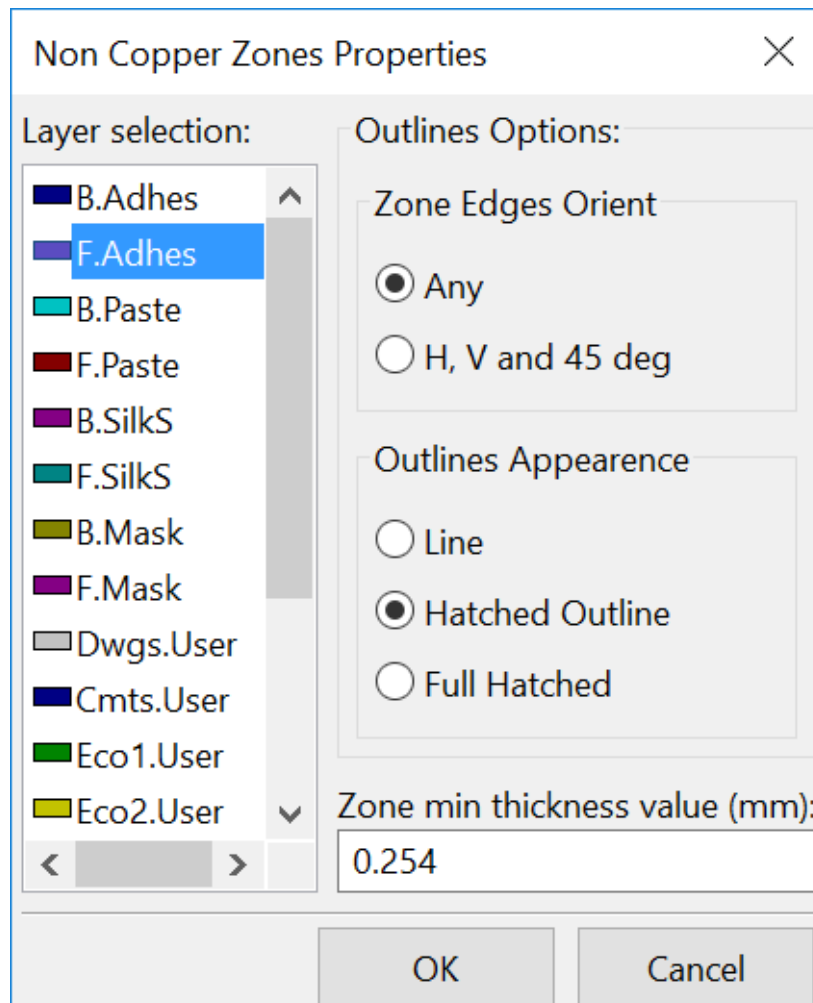 Non Copper Zones Properties
Layer selection:
B.Adhes
F.Adhes
B.Paste
F.Paste
B.SilkS
F.SilkS
B.Mask
F.Mask
Dwgs.User
Cmts.User
Eco1.User
Eco2.User
Outlines Options:
Zone Edges Orient
Any
H, V and 45 deg
Outlines Appearence
Line
Hatched Outline
Full Hatched
Zone min thickness value (mm):
0.254
OK
Cancel